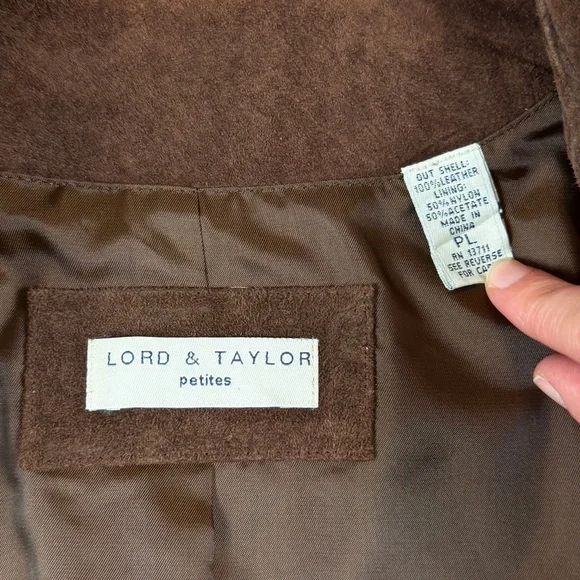 OUT SHELL:
100%LEATHER
LINING:
50%NYLON
50%ACETATE
MADE IN
CHINA
PL
RN 13711
SEE REVERSE
FOR CA
LORD & TAYLOR
petites